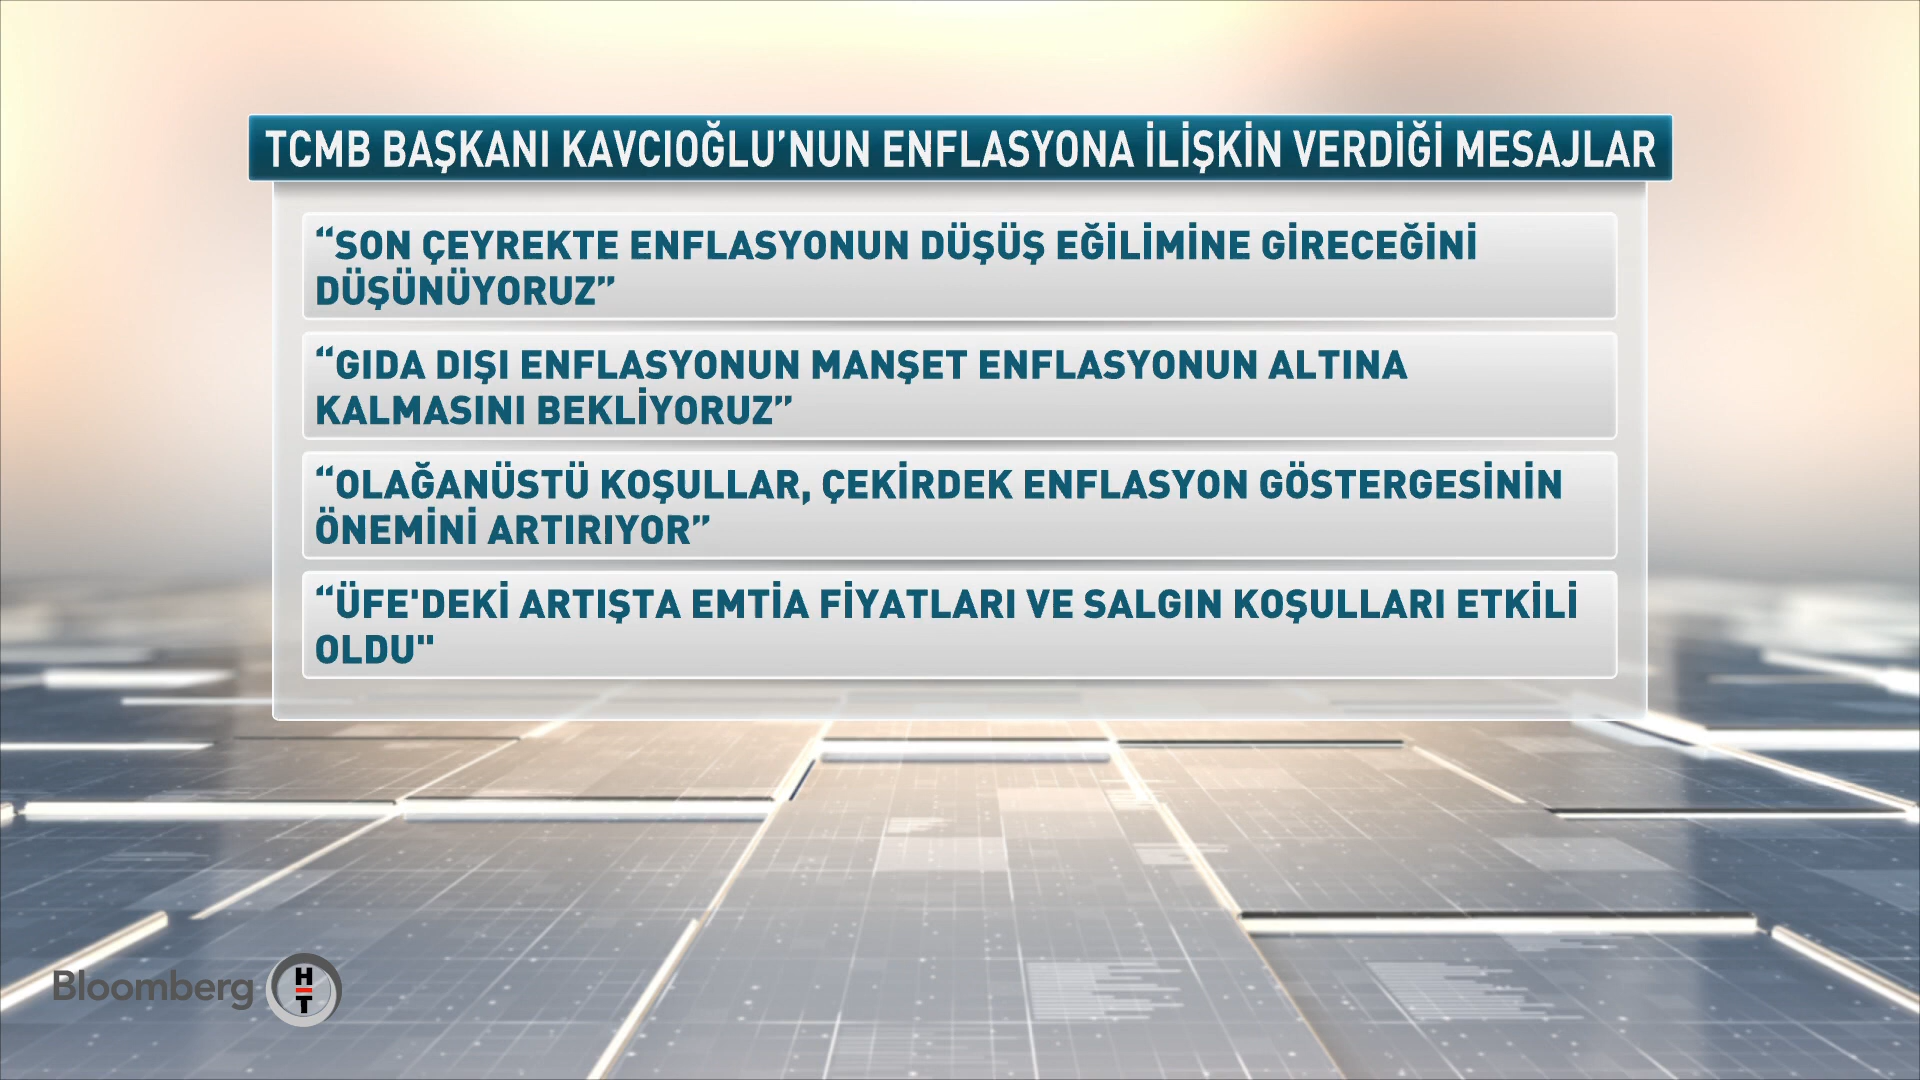 TCMB BAŞKANI KAVCIOĞLU’NUN ENFLASYONA İLİŞKİN VERDİĞİ MESAJLAR
“SON ÇEYREKTE ENFLASYONUN DÜŞÜŞ EĞİLİMİNE GİRECEĞİNİ
DÜŞÜNÜYORUZ”
“GIDA DIŞI ENFLASYONUN MANŞET ENFLASYONUN ALTINA
KALMASINI BEKLİYORUZ”
“OLAĞANÜSTÜ KOŞULLAR, ÇEKİRDEK ENFLASYON GÖSTERGESİNİN
ÖNEMİNİ ARTIRIYOR”
“ÜFE'DEKİ ARTIŞTA EMTİA FİYATLARI VE SALGIN KOŞULLARI ETKİLİ
OLDU"
Bloomberg HT